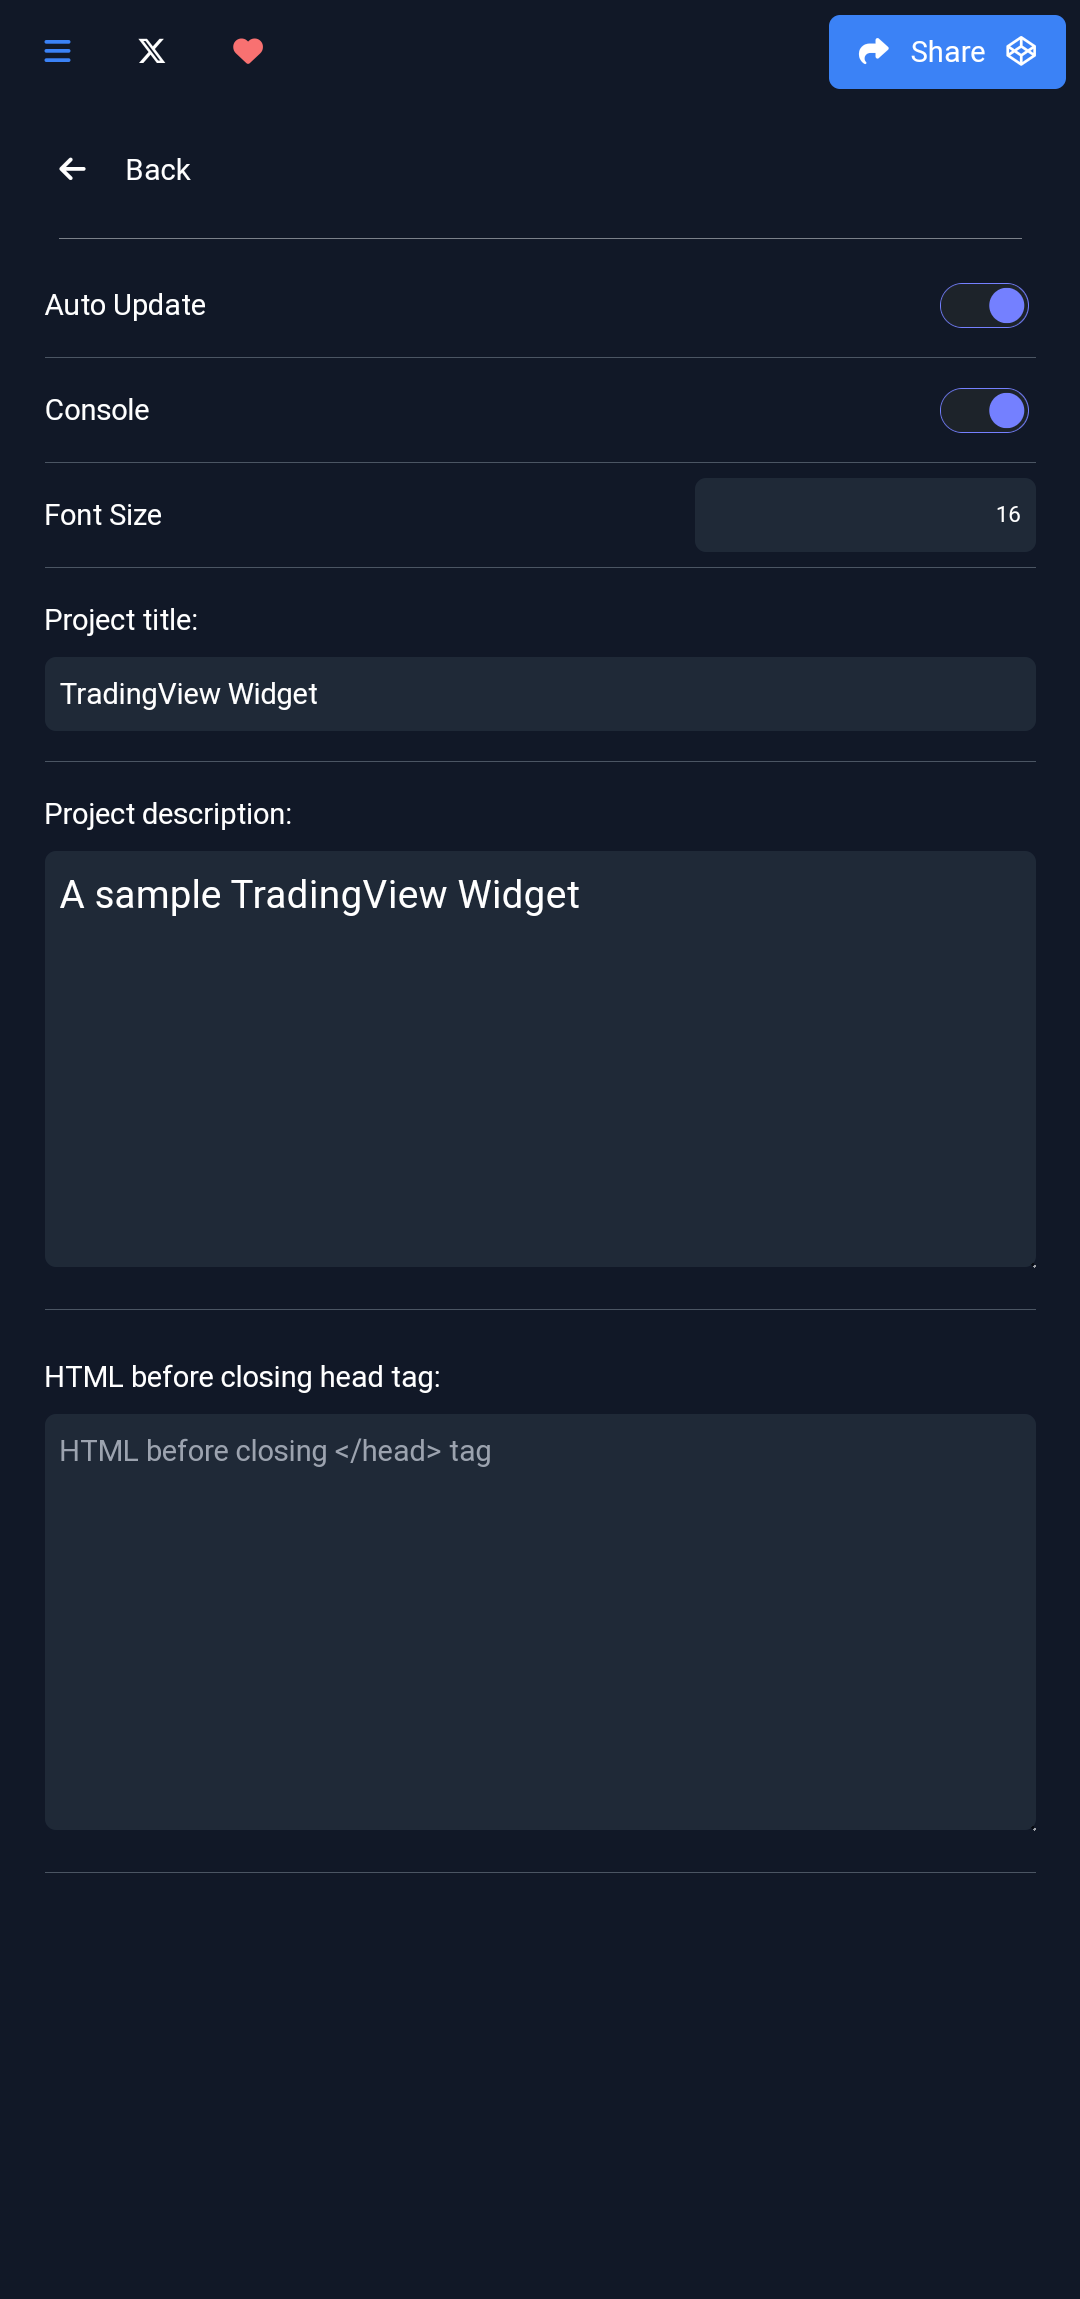 Share
Back
Auto Update
Console
Font Size
16
Project title:
TradingView Widget
Project description:
A sample TradingView Widget
HTML before closing head tag:
HTML before closing </head> tag